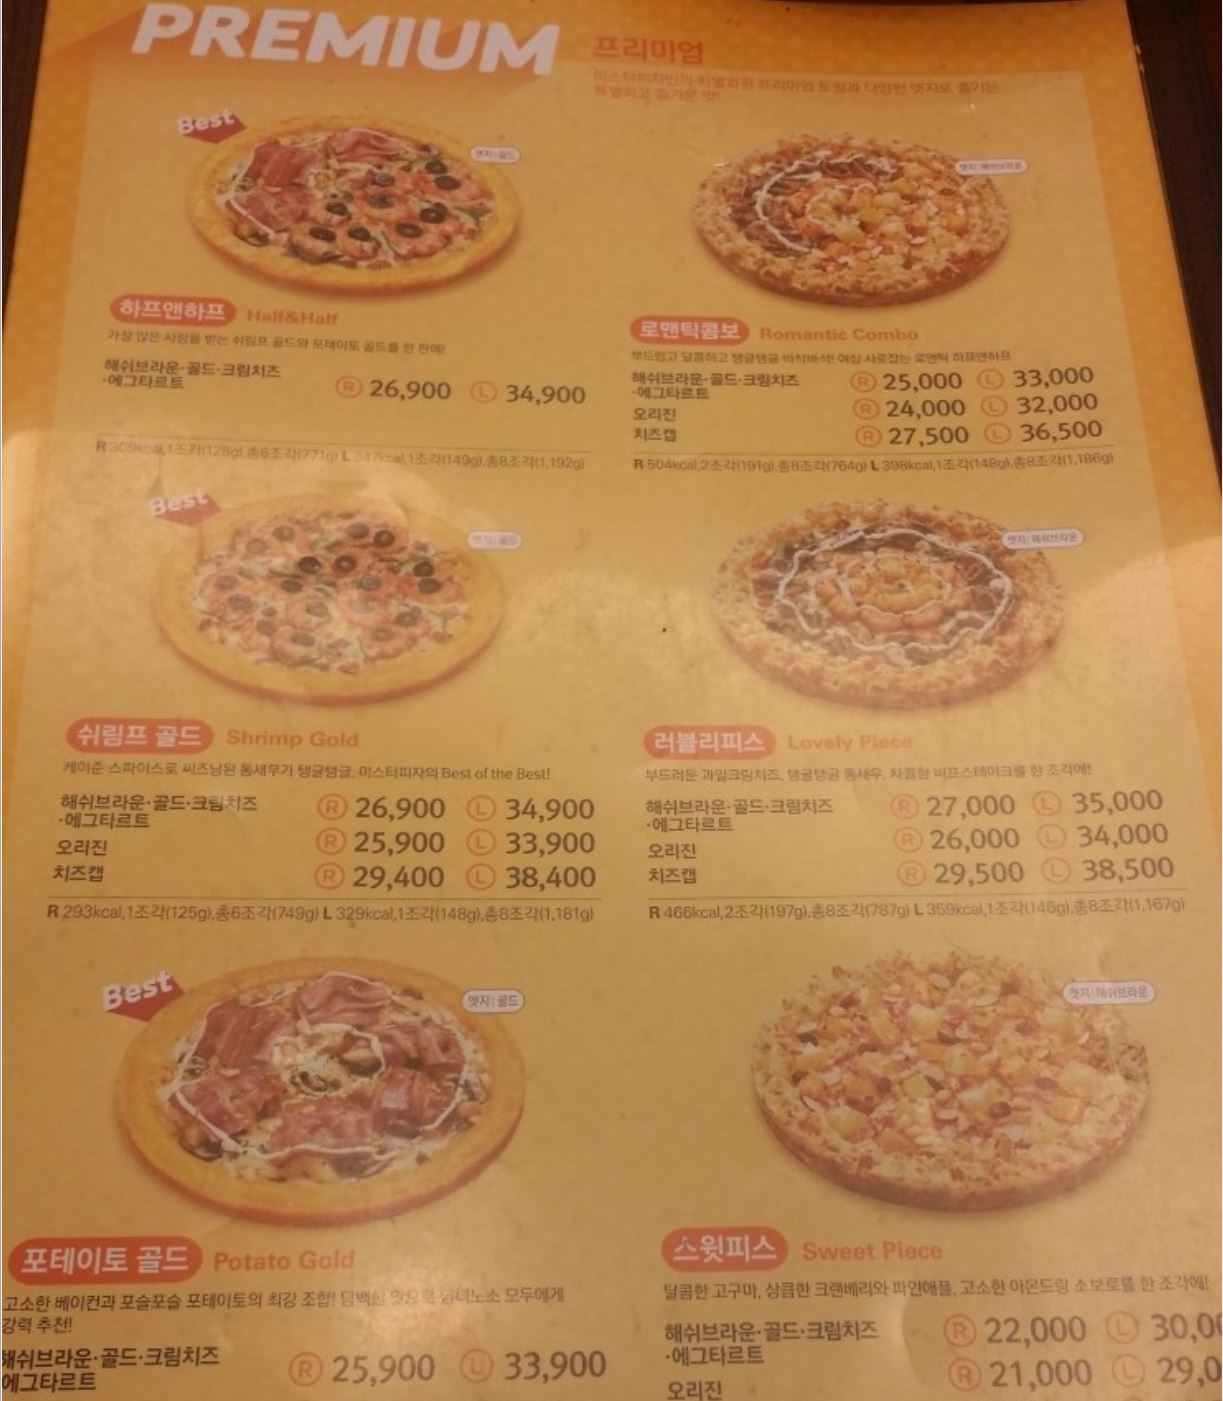 PREMIUM 프리미엄
미스터피자만의 차별화된 프리미엄 토핑과 다양한 엣지로 즐기는
특별하고 즐거운 맛!
Best
엣지:골드
엣지:해쉬브라운
하프앤하프 Half&Half
가장 많은 사랑을 받는 쉬림프 골드와 포테이토 골드를 한 판에!
해쉬브라운·골드·크림치즈
·에그타르트
R 26,900 L 34,900
R 309kcal,1조각(128g),총6조각(771g) L 347kcal,1조각(149g),총8조각(1,192g)
로맨틱콤보 Romantic Combo
부드럽고 달콤하고 탱글탱글 바삭바삭! 여심 사로잡는 로맨틱 하프앤하프
해쉬브라운·골드·크림치즈
·에그타르트
R 25,000 L 33,000
오리진 R 24,000 L 32,000
치즈캡 R 27,500 L 36,500
R 504kcal,2조각(191g),총8조각(764g) L 398kcal,1조각(148g),총8조각(1,186g)
Best
엣지:골드
엣지:해쉬브라운
쉬림프 골드 Shrimp Gold
케이준 스파이스로 씨즈닝된 통새우가 탱글탱글. 미스터피자의 Best of the Best!
해쉬브라운·골드·크림치즈
·에그타르트
R 26,900 L 34,900
오리진 R 25,900 L 33,900
치즈캡 R 29,400 L 38,400
R 293kcal,1조각(125g),총6조각(749g) L 329kcal,1조각(148g),총8조각(1,181g)
러블리피스 Lovely Piece
부드러운 과일크림치즈, 탱글탱글 통새우, 차콜향 비프스테이크를 한 조각에!
해쉬브라운·골드·크림치즈
·에그타르트
R 27,000 L 35,000
오리진 R 26,000 L 34,000
치즈캡 R 29,500 L 38,500
R 466kcal,2조각(197g),총8조각(787g) L 359kcal,1조각(146g),총8조각(1,167g)
Best
엣지:골드
엣지:해쉬브라운
포테이토 골드 Potato Gold
고소한 베이컨과 포슬포슬 포테이토의 최강 조합! 담백한 맛으로 남녀노소 모두에게
강력 추천!
해쉬브라운·골드·크림치즈
에그타르트
R 25,900 L 33,900
스윗피스 Sweet Piece
달콤한 고구마, 상큼한 크랜베리와 파인애플, 고소한 아몬드랑 소보로를 한 조각에!
해쉬브라운·골드·크림치즈
·에그타르트
R 22,000 L 30,0
오리진 R 21,000 L 29,0